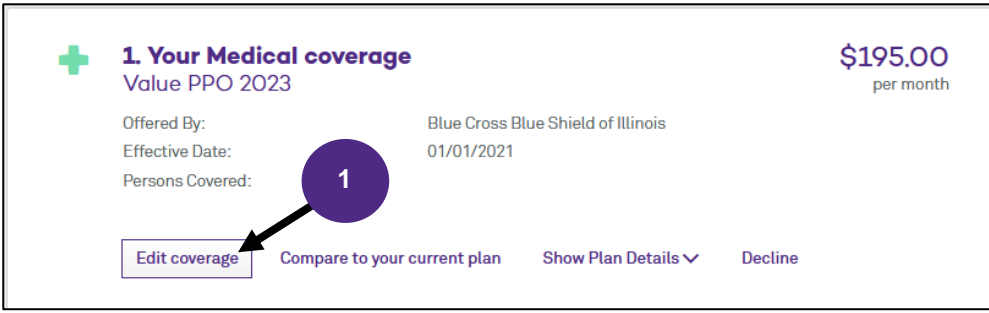 1. Your Medical coverage
$195.00
Value PPO 2023
per month
Offered By: Blue Cross Blue Shield of Illinois
Effective Date: 01/01/2021
Persons Covered:
1
Edit coverage Compare to your current plan Show Plan Details Decline